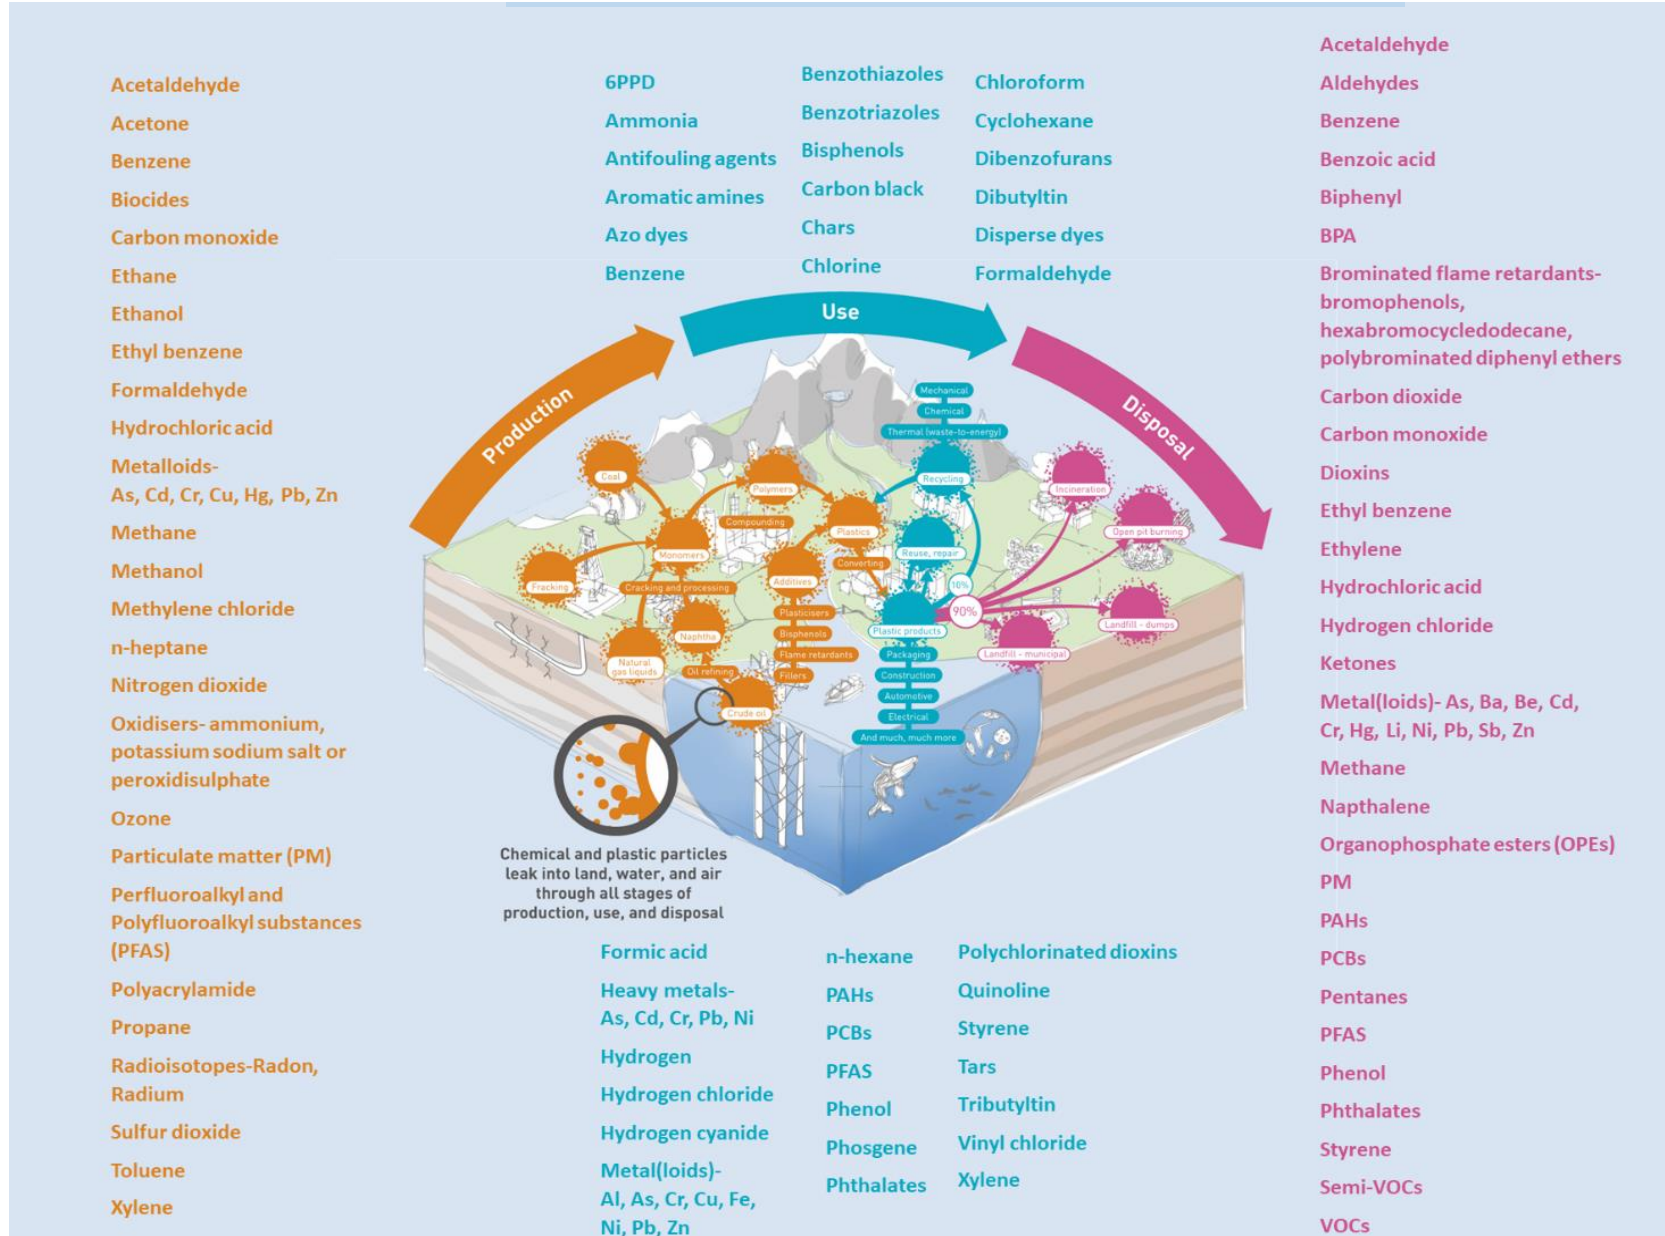 Acetaldehyde
Acetone
Benzene
Biocides
Carbon monoxide
Ethane
Ethanol
Ethyl benzene
Formaldehyde
Hydrochloric acid
Metalloids-
As, Cd, Cr, Cu, Hg, Pb, Zn
Methane
Methanol
Methylene chloride
n-heptane
Nitrogen dioxide
Oxidisers- ammonium,
potassium sodium salt or
peroxidisulphate
Ozone
Particulate matter (PM)
Perfluoroalkyl and
Polyfluoroalkyl substances
(PFAS)
Polyacrylamide
Propane
Radioisotopes-Radon,
Radium
Sulfur dioxide
Toluene
Xylene
6PPD
Ammonia
Antifouling agents
Aromatic amines
Azo dyes
Benzene
Benzothiazoles
Benzotriazoles
Bisphenols
Carbon black
Chars
Chlorine
Chloroform
Cyclohexane
Dibenzofurans
Dibutyltin
Disperse dyes
Formaldehyde
Production
Use
Disposal
Mechanical
Chemical
Thermal (waste-to-energy)
Recycling
Coal
Polymers
Compounding
Monomers
Plastics
Converting
Fracking
Cracking and processing
Additives
Plasticisers
Bisphenols
Flame retardants
Fillers
Naphtha
Natural
gas liquids
Oil refining
Crude oil
Reuse, repair
10%
90%
Plastic products
Packaging
Construction
Automotive
Electrical
And much, much more
Incineration
Open pit burning
Landfill - dumps
Landfill - municipal
Chemical and plastic particles
leak into land, water, and air
through all stages of
production, use, and disposal
Formic acid
Heavy metals-
As, Cd, Cr, Pb, Ni
Hydrogen
Hydrogen chloride
Hydrogen cyanide
Metal(loids)-
Al, As, Cr, Cu, Fe,
Ni, Pb, Zn
n-hexane
PAHs
PCBs
PFAS
Phenol
Phosgene
Phthalates
Polychlorinated dioxins
Quinoline
Styrene
Tars
Tributyltin
Vinyl chloride
Xylene
Acetaldehyde
Aldehydes
Benzene
Benzoic acid
Biphenyl
BPA
Brominated flame retardants-
bromophenols,
hexabromocycledodecane,
polybrominated diphenyl ethers
Carbon dioxide
Carbon monoxide
Dioxins
Ethyl benzene
Ethylene
Hydrochloric acid
Hydrogen chloride
Ketones
Metal(loids)- As, Ba, Be, Cd,
Cr, Hg, Li, Ni, Pb, Sb, Zn
Methane
Napthalene
Organophosphate esters (OPEs)
PM
PAHs
PCBs
Pentanes
PFAS
Phenol
Phthalates
Styrene
Semi-VOCs
VOCs